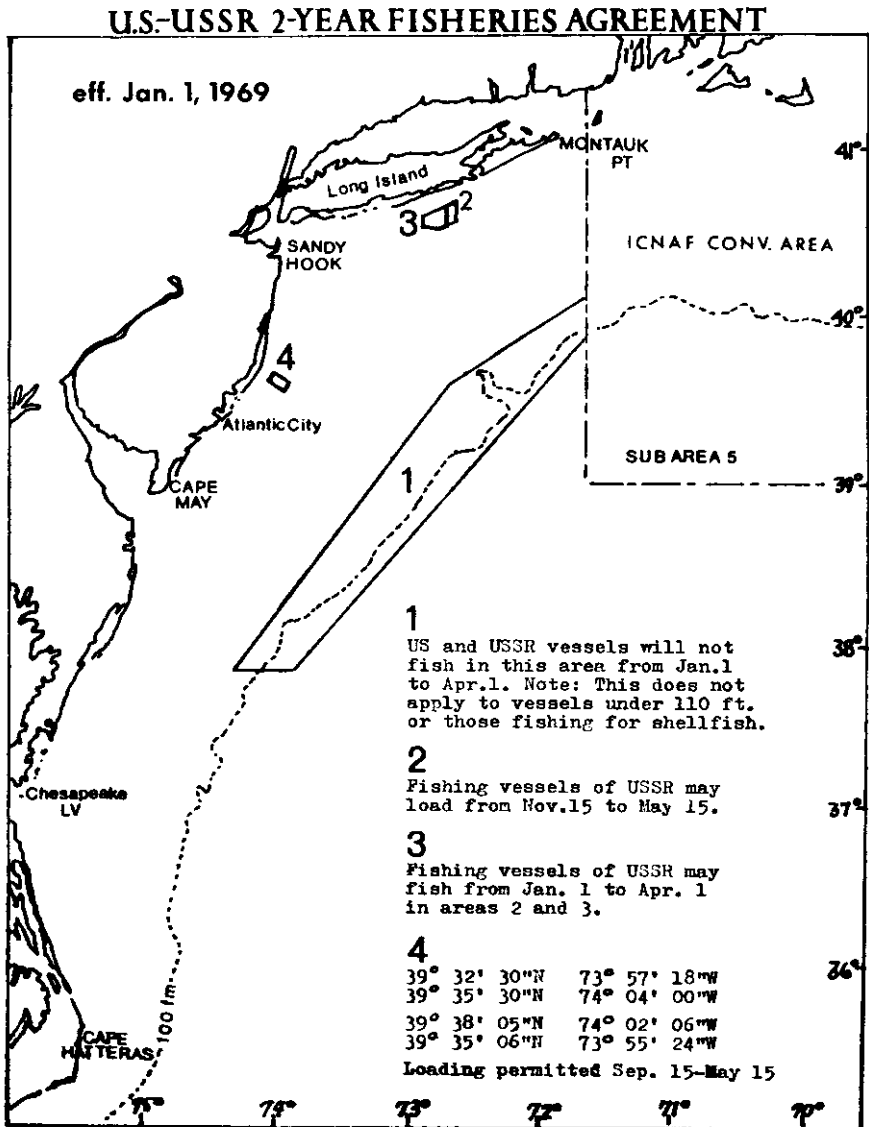 U.S.-USSR 2-YEAR FISHERIES AGREEMENT
eff. Jan. 1, 1969
MONTAUK
PT
41°
Long Island
3
2
SANDY
HOOK
ICNAF CONV. AREA
40°
4
Atlantic City
SUBAREA 5
1
39°
CAPE
MAY
1
US and USSR vessels will not
fish in this area from Jan.1
to Apr.1. Note: This does not
apply to vessels under 110 ft.
or those fishing for shellfish.
38°
2
Fishing vessels of USSR may
load from Nov.15 to May 15.
Chesapeake
LV
37°
3
Fishing vessels of USSR may
fish from Jan. 1 to Apr. 1
in areas 2 and 3.
4
39° 32' 30"N 73° 57' 18"W
39° 35' 30"N 74° 04' 00"W
39° 38' 05"N 74° 02' 06"W
39° 35' 06"N 73° 55' 24"W
Loading permitted Sep. 15-May 15
36°
100 fm
CAPE
HATTERAS
75° 74° 73° 72° 71° 70°